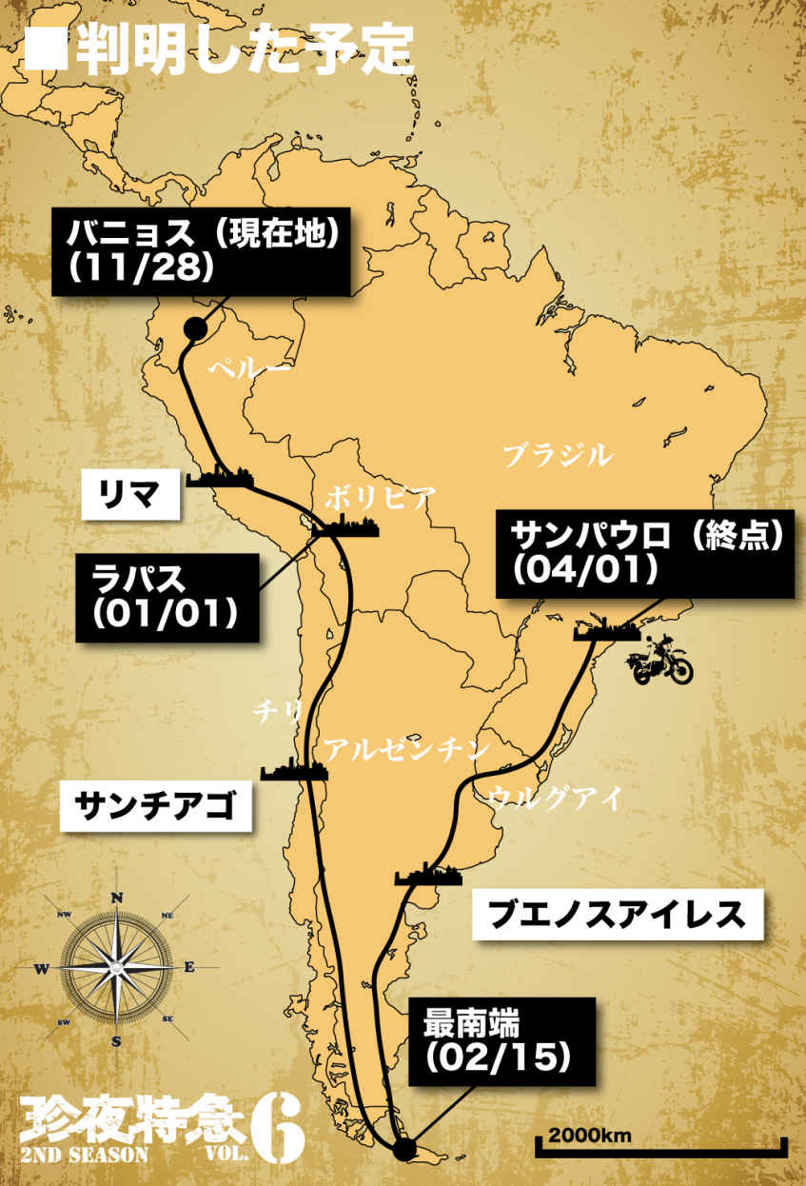 ■判明した予定
バニョス（現在地）
（11/28）
ペルー
ブラジル
リマ
ボリビア
サンパウロ（終点）
（04/01）
ラパス
（01/01）
チリ
アルゼンチン
サンチアゴ
ウルグアイ
ブエノスアイレス
N
NW
NE
W
E
SW
SE
S
最南端
（02/15）
珍夜特急6
2ND SEASON VOL.
2000km